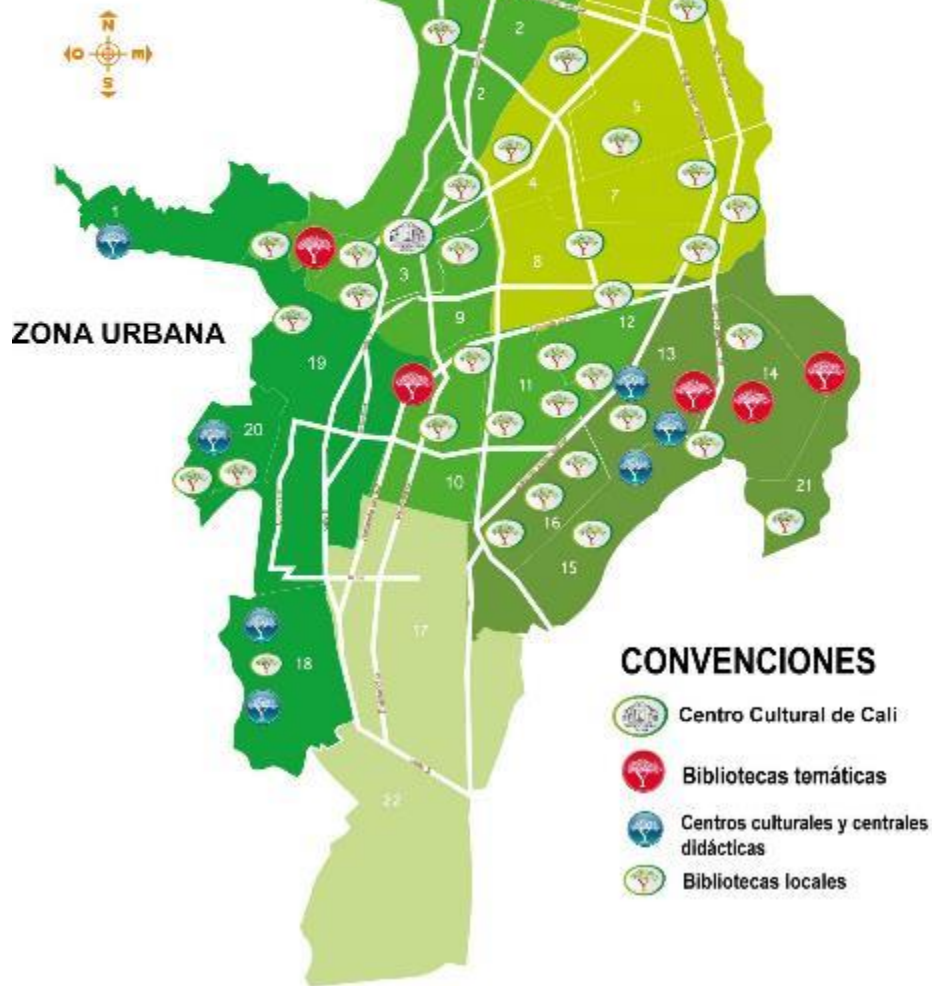 N
O
m
S
2
2
5
4
7
1
3
8
ZONA URBANA
9
12
19
13
14
11
20
10
21
16
15
17
18
22
CONVENCIONES
Centro Cultural de Cali
Bibliotecas temáticas
Centros culturales y centrales
didácticas
Bibliotecas locales